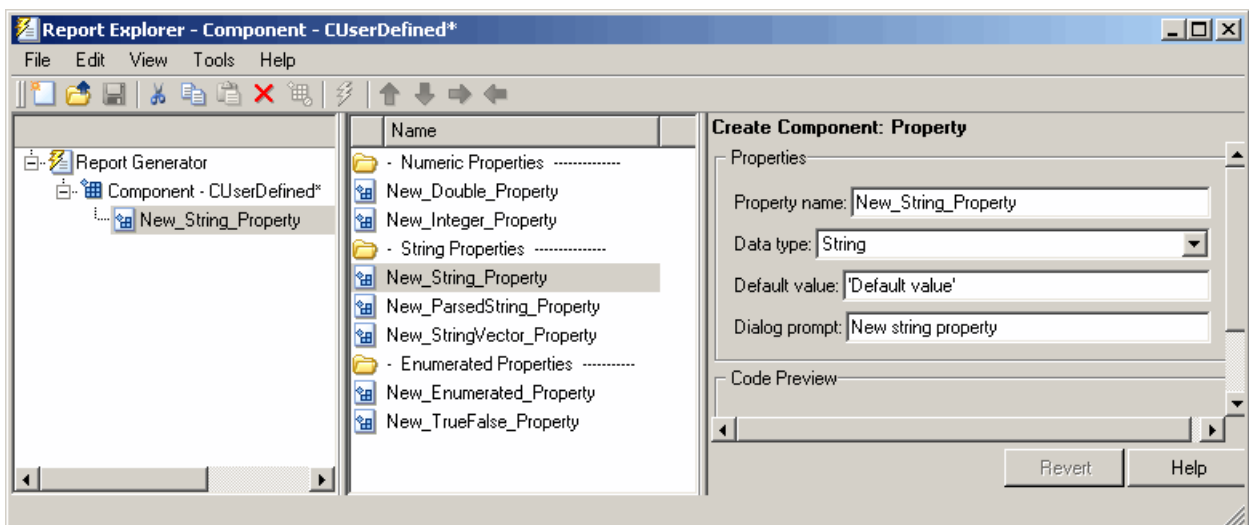 Report Explorer - Component - CUserDefined*
File Edit View Tools Help
Report Generator
Component - CUserDefined*
New_String_Property
Name
- Numeric Properties --------------
New_Double_Property
New_Integer_Property
- String Properties ---------------
New_String_Property
New_ParsedString_Property
New_StringVector_Property
- Enumerated Properties -----------
New_Enumerated_Property
New_TrueFalse_Property
Create Component: Property
Properties
Property name: New_String_Property
Data type: String
Default value: 'Default value'
Dialog prompt: New string property
Code Preview
Revert Help